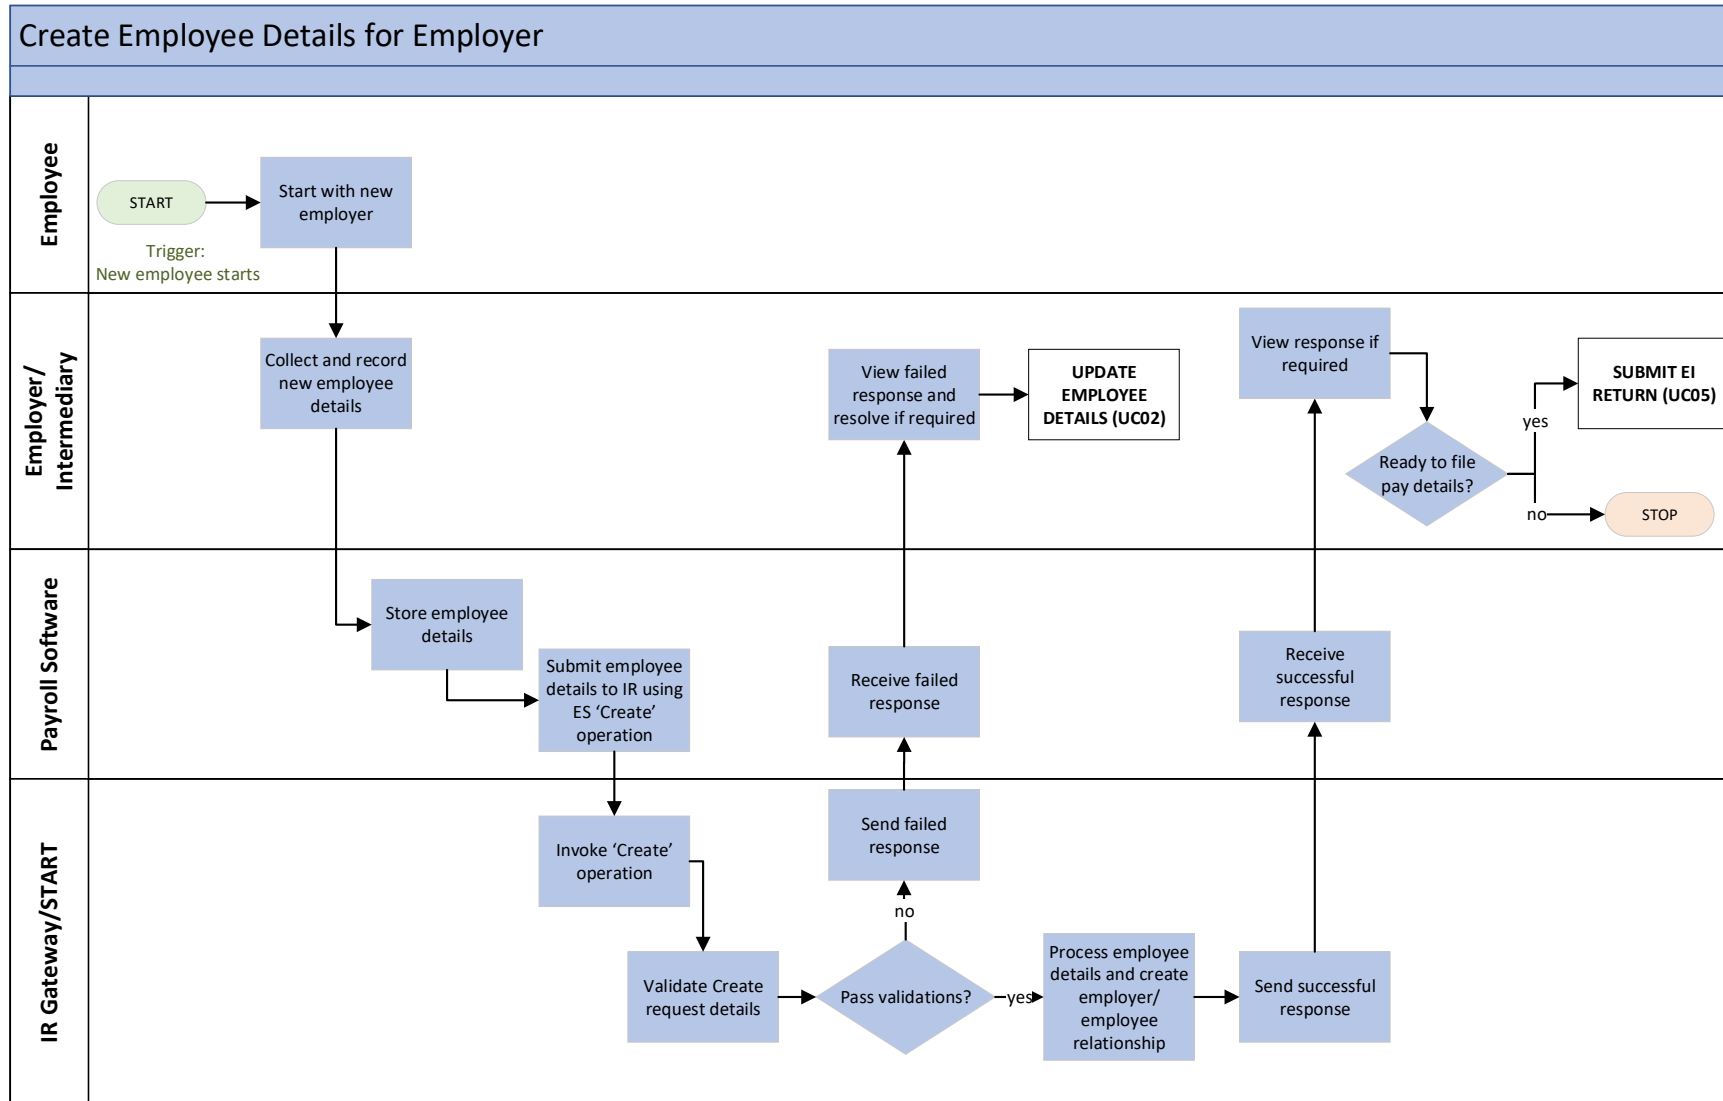 Create Employee Details for Employer
Employee
START
Trigger:
New employee starts
Start with new
employer
Employer/
Intermediary
Collect and record
new employee
details
View failed
response and
resolve if required
UPDATE
EMPLOYEE
DETAILS (UC02)
View response if
required
Ready to file
pay details?
yes
SUBMIT EI
RETURN (UC05)
no
STOP
Payroll Software
Store employee
details
Submit employee
details to IR using
ES ‘Create’
operation
Receive failed
response
Receive
successful
response
IR Gateway/START
Invoke ‘Create’
operation
Validate Create
request details
Pass validations?
no
Send failed
response
yes
Process employee
details and create
employer/
employee
relationship
Send successful
response